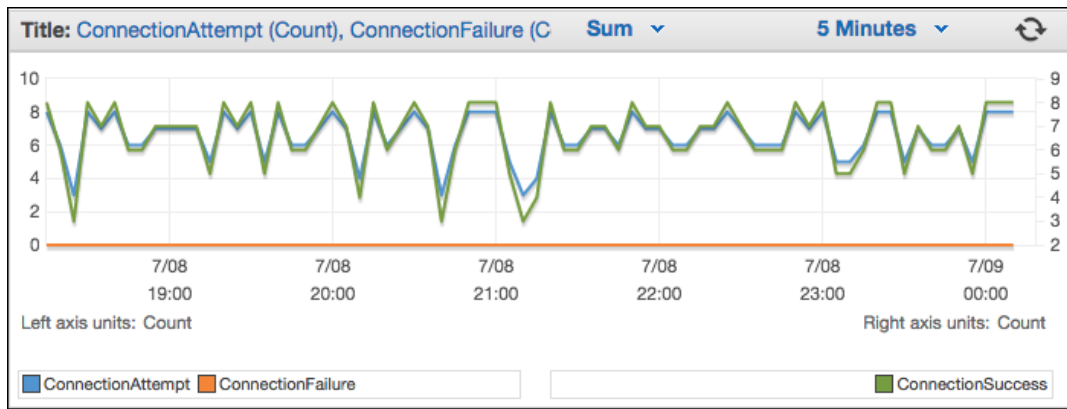 Title: ConnectionAttempt (Count), ConnectionFailure (C Sum 5 Minutes
10 9
8 8
7
6 6
5
4 4
2 3
0 2
7/08 7/08 7/08 7/08 7/08 7/09
19:00 20:00 21:00 22:00 23:00 00:00
Left axis units: Count Right axis units: Count
ConnectionAttempt ConnectionFailure ConnectionSuccess